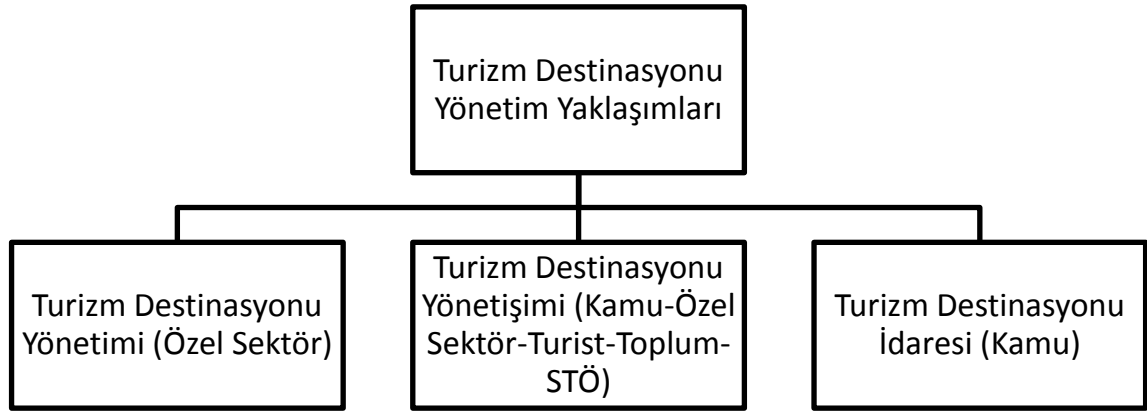 Turizm Destinasyonu
Yönetim Yaklaşımları
Turizm Destinasyonu
Yönetimi (Özel Sektör)
Turizm Destinasyonu
Yönetişimi (Kamu-Özel
Sektör-Turist-Toplum-
STÖ)
Turizm Destinasyonu
İdaresi (Kamu)